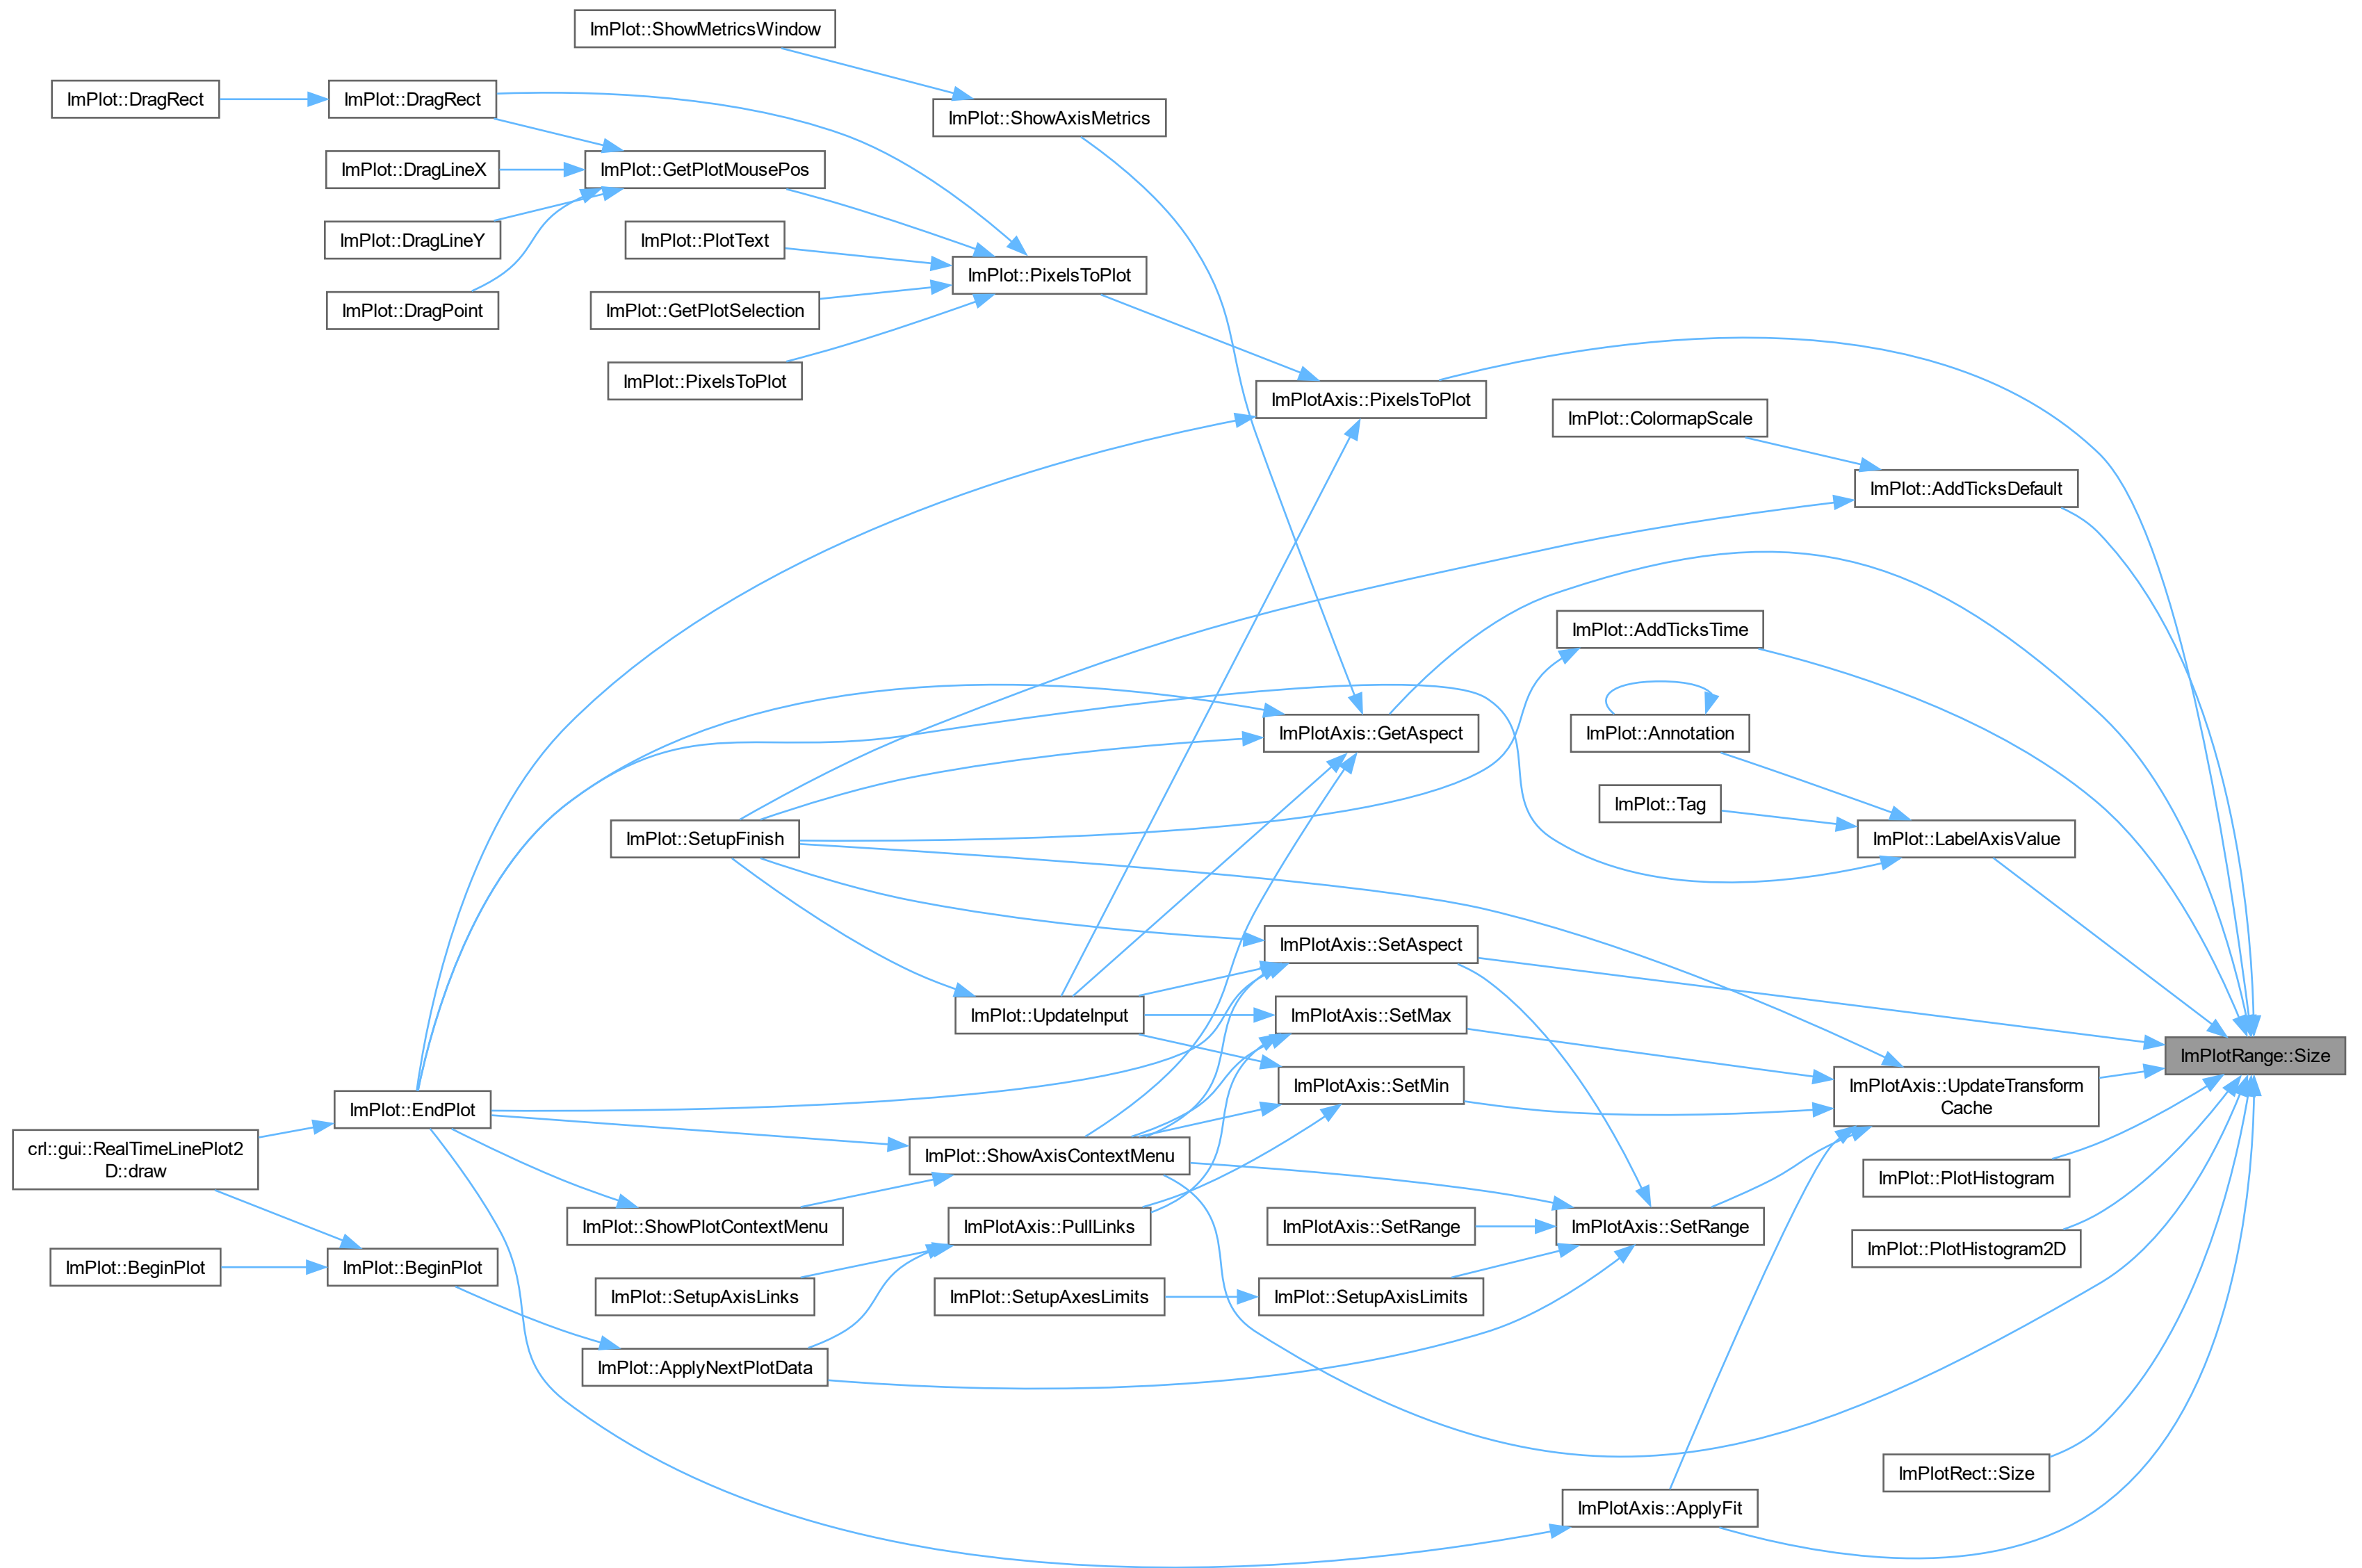 ImPlot::ShowMetricsWindow
ImPlot::DragRect
ImPlot::DragRect
ImPlot::ShowAxisMetrics
ImPlot::DragLineX
ImPlot::GetPlotMousePos
ImPlot::DragLineY
ImPlot::PlotText
ImPlot::PixelsToPlot
ImPlot::DragPoint
ImPlot::GetPlotSelection
ImPlot::PixelsToPlot
ImPlotAxis::PixelsToPlot
ImPlot::ColormapScale
ImPlot::AddTicksDefault
ImPlot::AddTicksTime
ImPlotAxis::GetAspect
ImPlot::Annotation
ImPlot::Tag
ImPlot::SetupFinish
ImPlot::LabelAxisValue
ImPlotAxis::SetAspect
ImPlot::UpdateInput
ImPlotAxis::SetMax
ImPlotRange::Size
ImPlotAxis::SetMin
ImPlotAxis::UpdateTransform
Cache
ImPlot::EndPlot
crl::gui::RealTimeLinePlot2
D::draw
ImPlot::ShowAxisContextMenu
ImPlot::PlotHistogram
ImPlot::ShowPlotContextMenu
ImPlotAxis::PullLinks
ImPlotAxis::SetRange
ImPlotAxis::SetRange
ImPlot::PlotHistogram2D
ImPlot::BeginPlot
ImPlot::BeginPlot
ImPlot::SetupAxisLinks
ImPlot::SetupAxesLimits
ImPlot::SetupAxisLimits
ImPlot::ApplyNextPlotData
ImPlotRect::Size
ImPlotAxis::ApplyFit